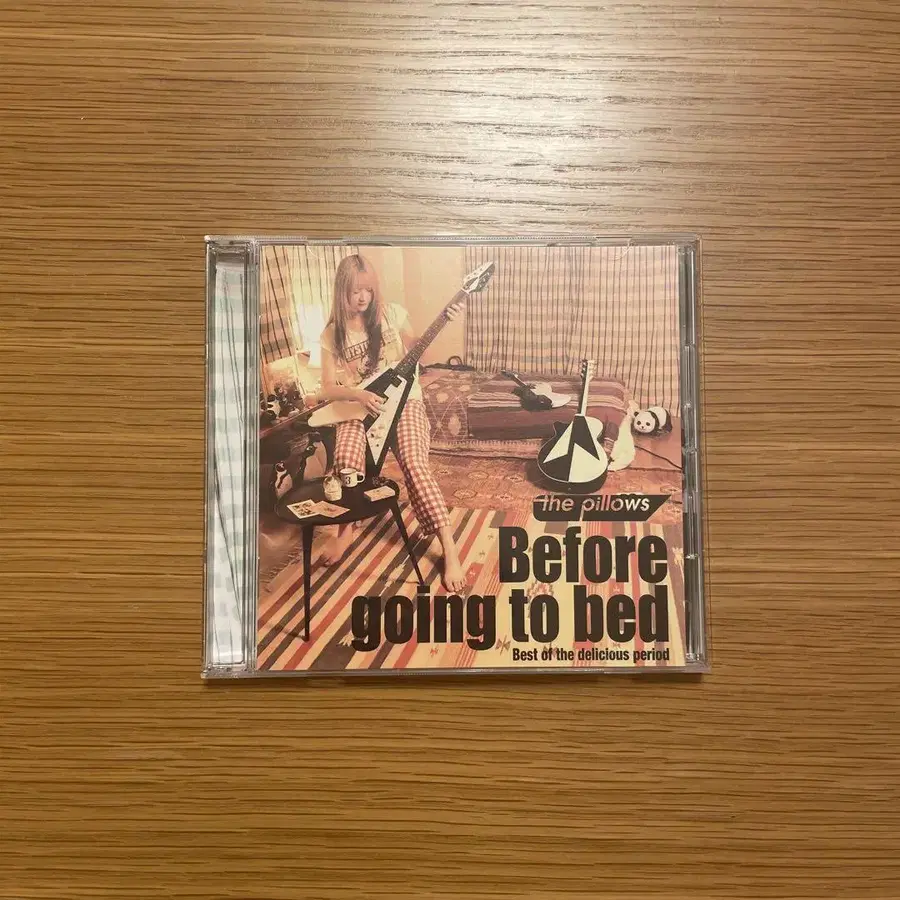 the pillows
Before
going to bed
Best of the delicious period